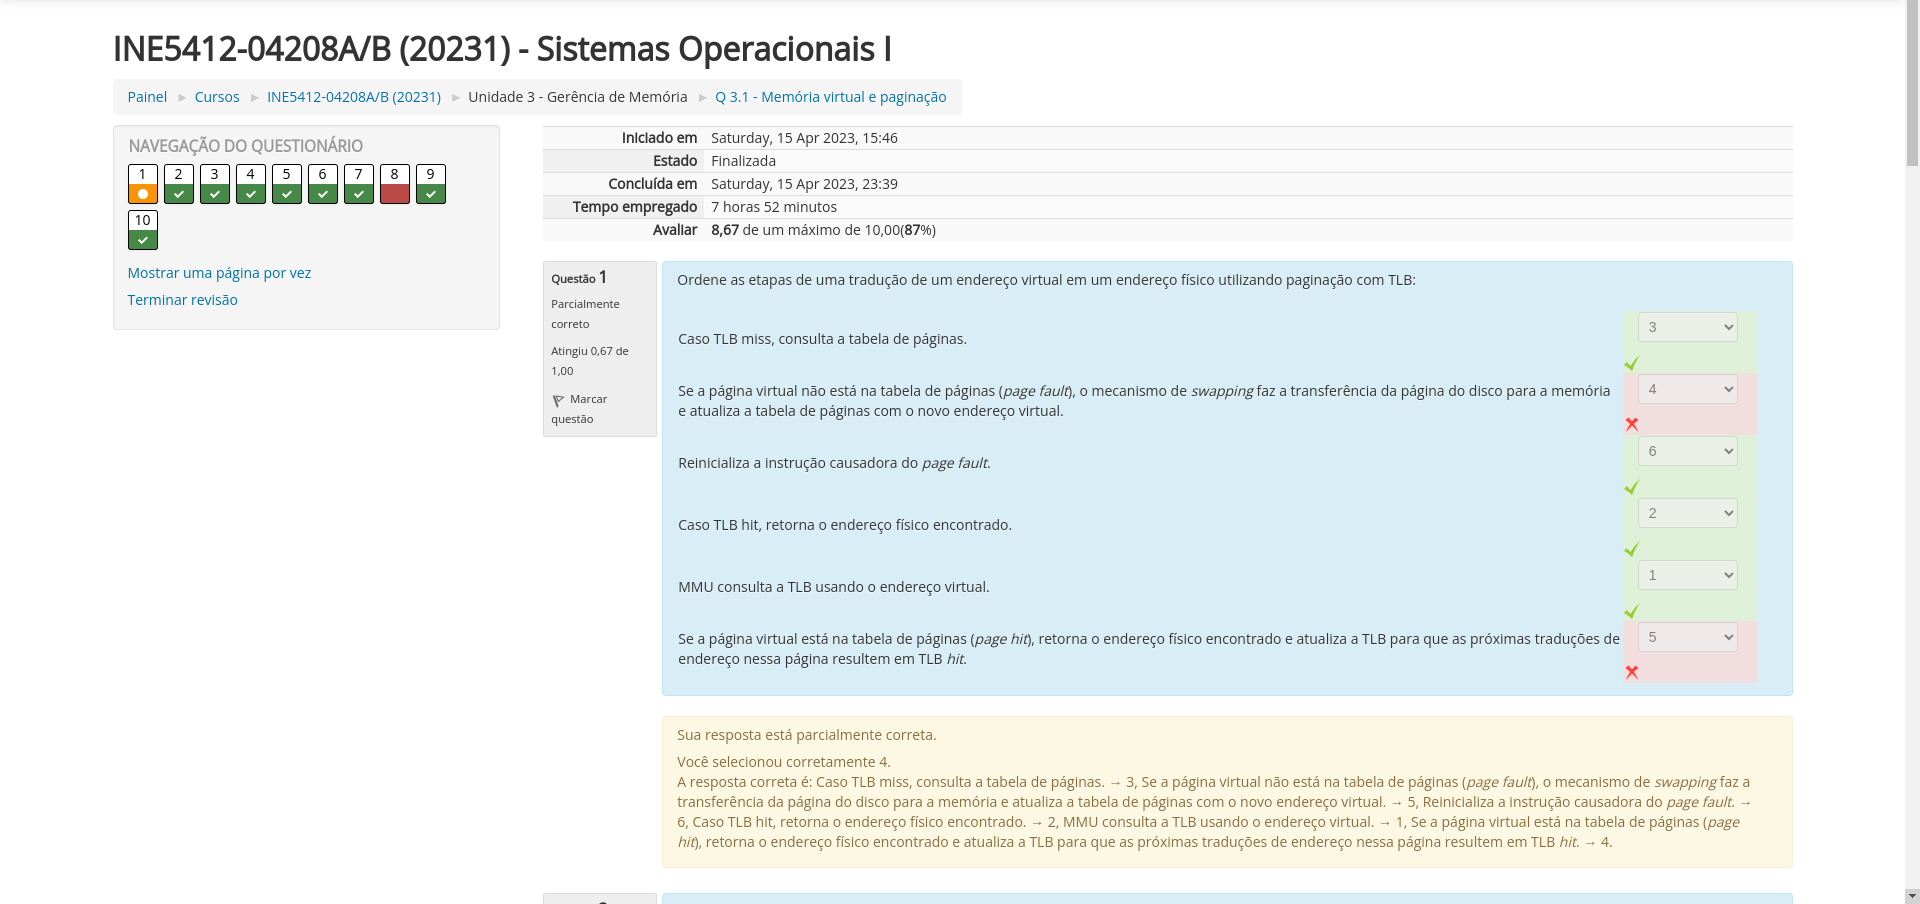 INE5412-04208A/B (20231) - Sistemas Operacionais I
Painel ► Cursos ► INE5412-04208A/B (20231) ► Unidade 3 - Gerência de Memória ► Q 3.1 - Memória virtual e paginação
NAVEGAÇÃO DO QUESTIONÁRIO
1 2 3 4 5 6 7 8 9
10
Mostrar uma página por vez
Terminar revisão
Iniciado em Saturday, 15 Apr 2023, 15:46
Estado Finalizada
Concluída em Saturday, 15 Apr 2023, 23:39
Tempo empregado 7 horas 52 minutos
Avaliar 8,67 de um máximo de 10,00(87%)
Questão 1
Parcialmente
correto
Atingiu 0,67 de
1,00
Marcar
questão
Ordene as etapas de uma tradução de um endereço virtual em um endereço físico utilizando paginação com TLB:
Caso TLB miss, consulta a tabela de páginas. 3
Se a página virtual não está na tabela de páginas (page fault), o mecanismo de swapping faz a transferência da página do disco para a memória 4
e atualiza a tabela de páginas com o novo endereço virtual.
Reinicializa a instrução causadora do page fault. 6
Caso TLB hit, retorna o endereço físico encontrado. 2
MMU consulta a TLB usando o endereço virtual. 1
Se a página virtual está na tabela de páginas (page hit), retorna o endereço físico encontrado e atualiza a TLB para que as próximas traduções de 5
endereço nessa página resultem em TLB hit.
Sua resposta está parcialmente correta.
Você selecionou corretamente 4.
A resposta correta é: Caso TLB miss, consulta a tabela de páginas. → 3, Se a página virtual não está na tabela de páginas (page fault), o mecanismo de swapping faz a
transferência da página do disco para a memória e atualiza a tabela de páginas com o novo endereço virtual. → 5, Reinicializa a instrução causadora do page fault. →
6, Caso TLB hit, retorna o endereço físico encontrado. → 2, MMU consulta a TLB usando o endereço virtual. → 1, Se a página virtual está na tabela de páginas (page
hit), retorna o endereço físico encontrado e atualiza a TLB para que as próximas traduções de endereço nessa página resultem em TLB hit. → 4.